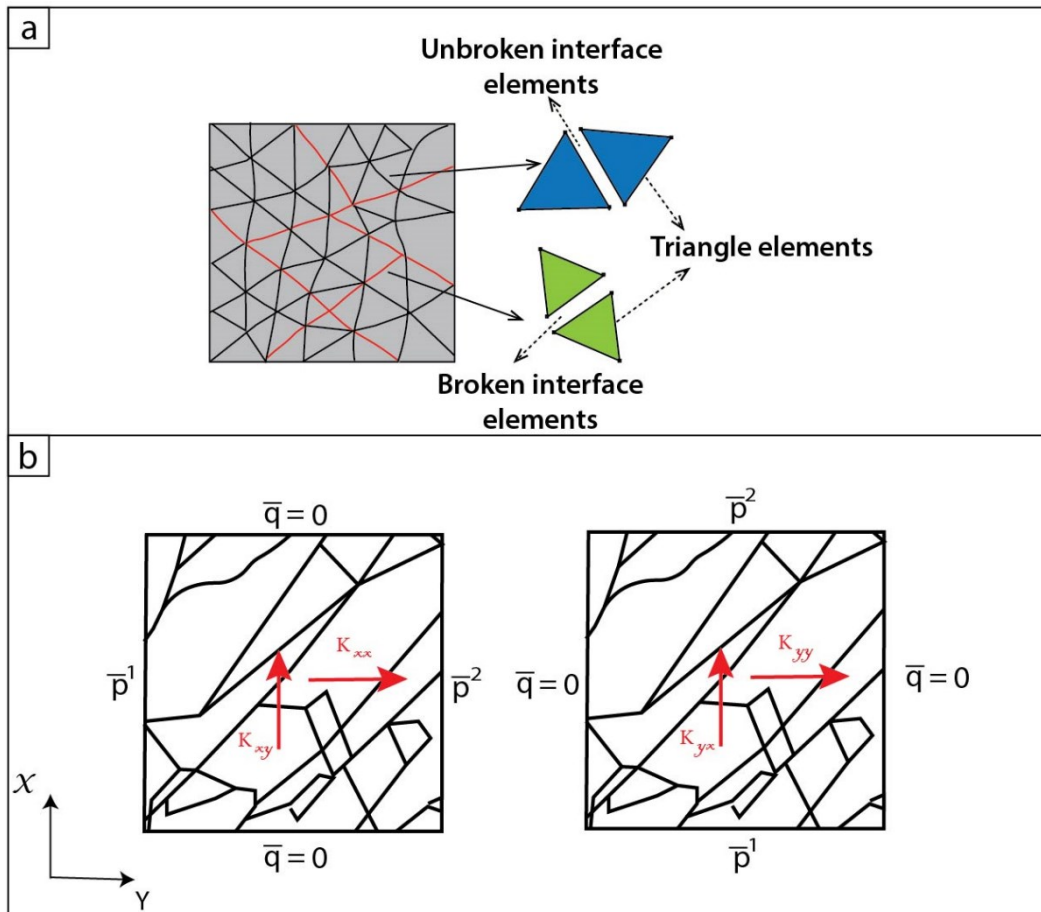 a
Unbroken interface
elements
Triangle elements
Broken interface
elements
b
q̅ = 0
p̅¹
K_xx
K_xy
p̅²
q̅ = 0
p̅²
q̅ = 0
K_yy
K_yx
q̅ = 0
p̅¹
x
Y